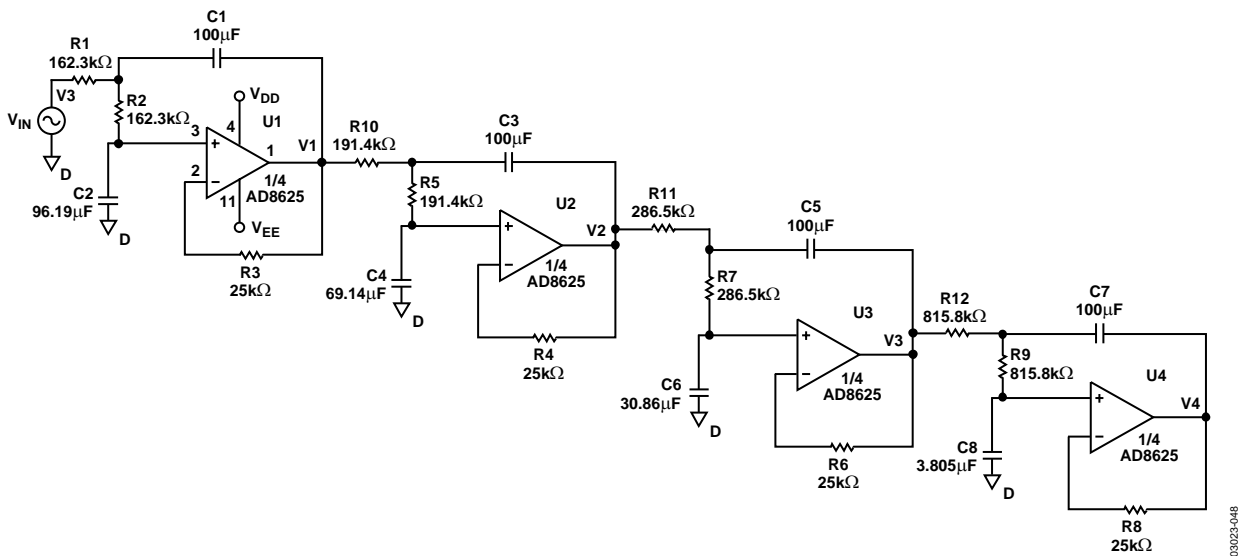 C1
100μF
R1
162.3kΩ
V3
R2
162.3kΩ
VIN
D
VDD
U1
4
3
+
1
2
−
11
1/4
AD8625
VEE
C2
96.19μF
D
R3
25kΩ
V1
R10
191.4kΩ
C3
100μF
R5
191.4kΩ
U2
+
−
1/4
AD8625
C4
69.14μF
D
R4
25kΩ
V2
R11
286.5kΩ
C5
100μF
R7
286.5kΩ
U3
+
−
1/4
AD8625
C6
30.86μF
D
R6
25kΩ
V3
R12
815.8kΩ
C7
100μF
R9
815.8kΩ
U4
+
−
1/4
AD8625
C8
3.805μF
D
R8
25kΩ
V4
03023-048